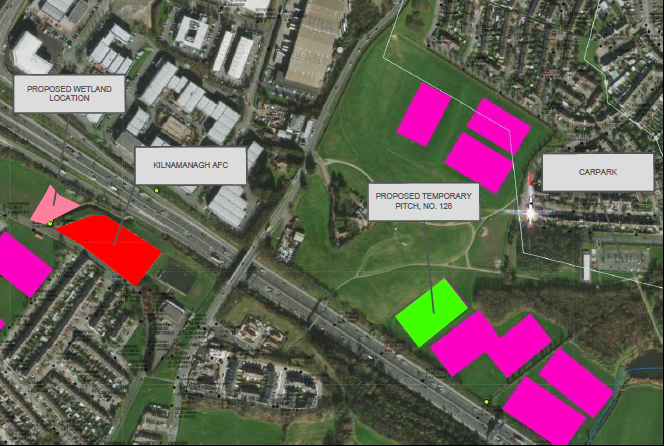 PROPOSED WETLAND
LOCATION
KILNAMANAGH AFC
CARPARK
PROPOSED TEMPORARY
PITCH, NO. 128